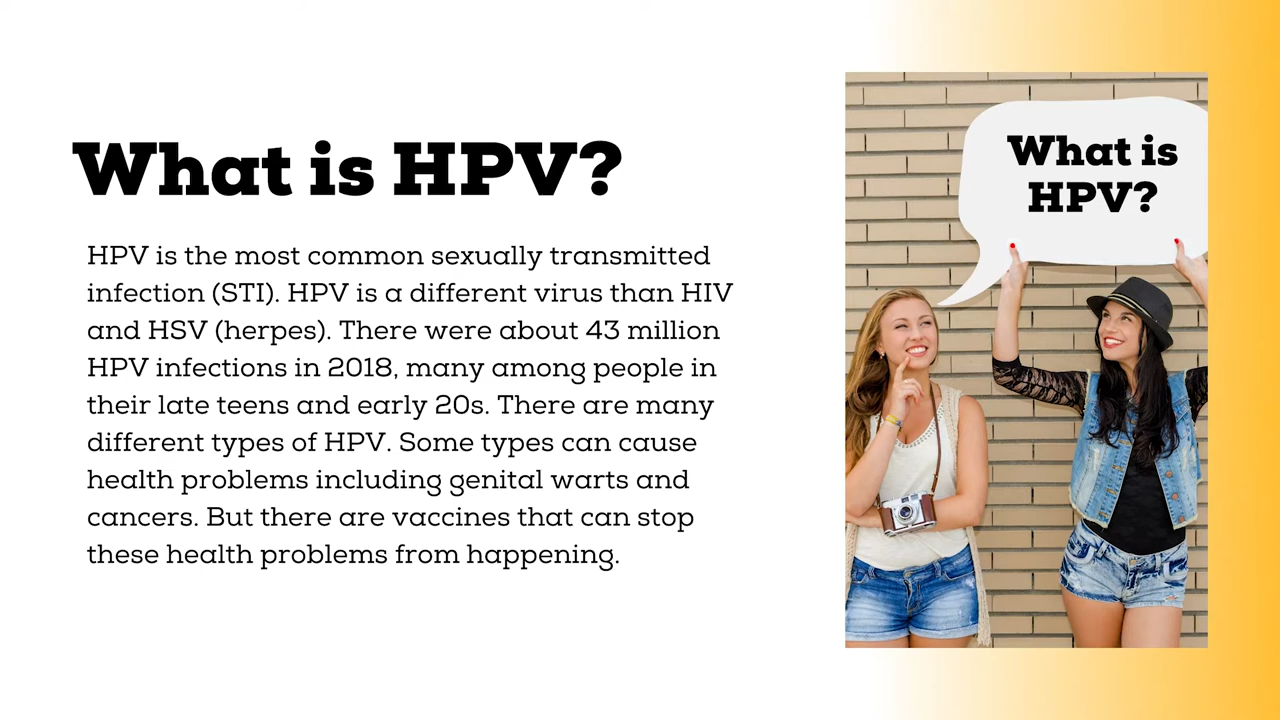 What is HPV?
HPV is the most common sexually transmitted
infection (STI). HPV is a different virus than HIV
and HSV (herpes). There were about 43 million
HPV infections in 2018, many among people in
their late teens and early 20s. There are many
different types of HPV. Some types can cause
health problems including genital warts and
cancers. But there are vaccines that can stop
these health problems from happening.
What is
HPV?